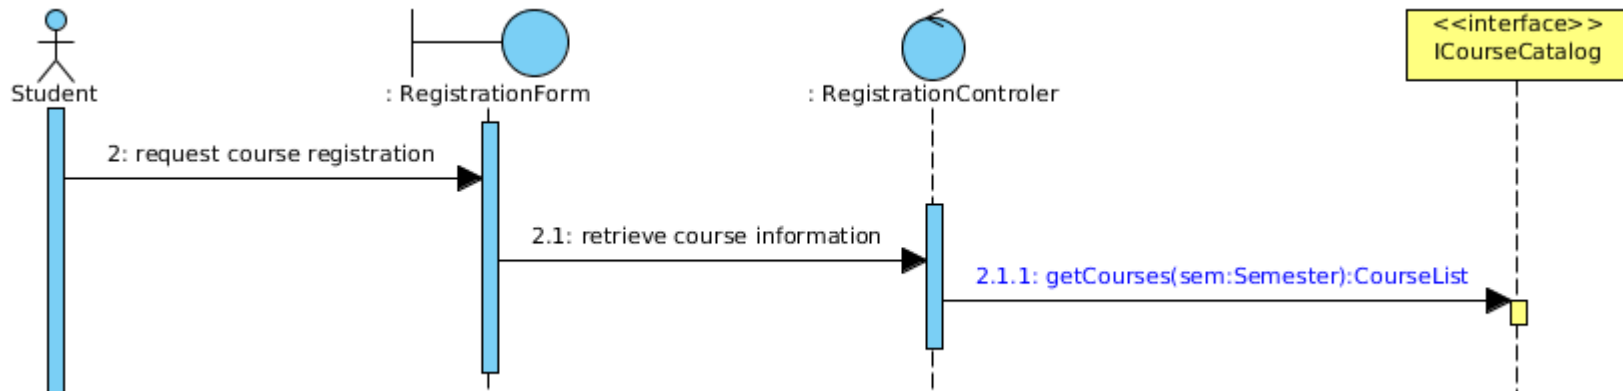 <<interface>>
ICourseCatalog
Student
: RegistrationForm
: RegistrationControler
2: request course registration
2.1: retrieve course information
2.1.1: getCourses(sem:Semester):CourseList